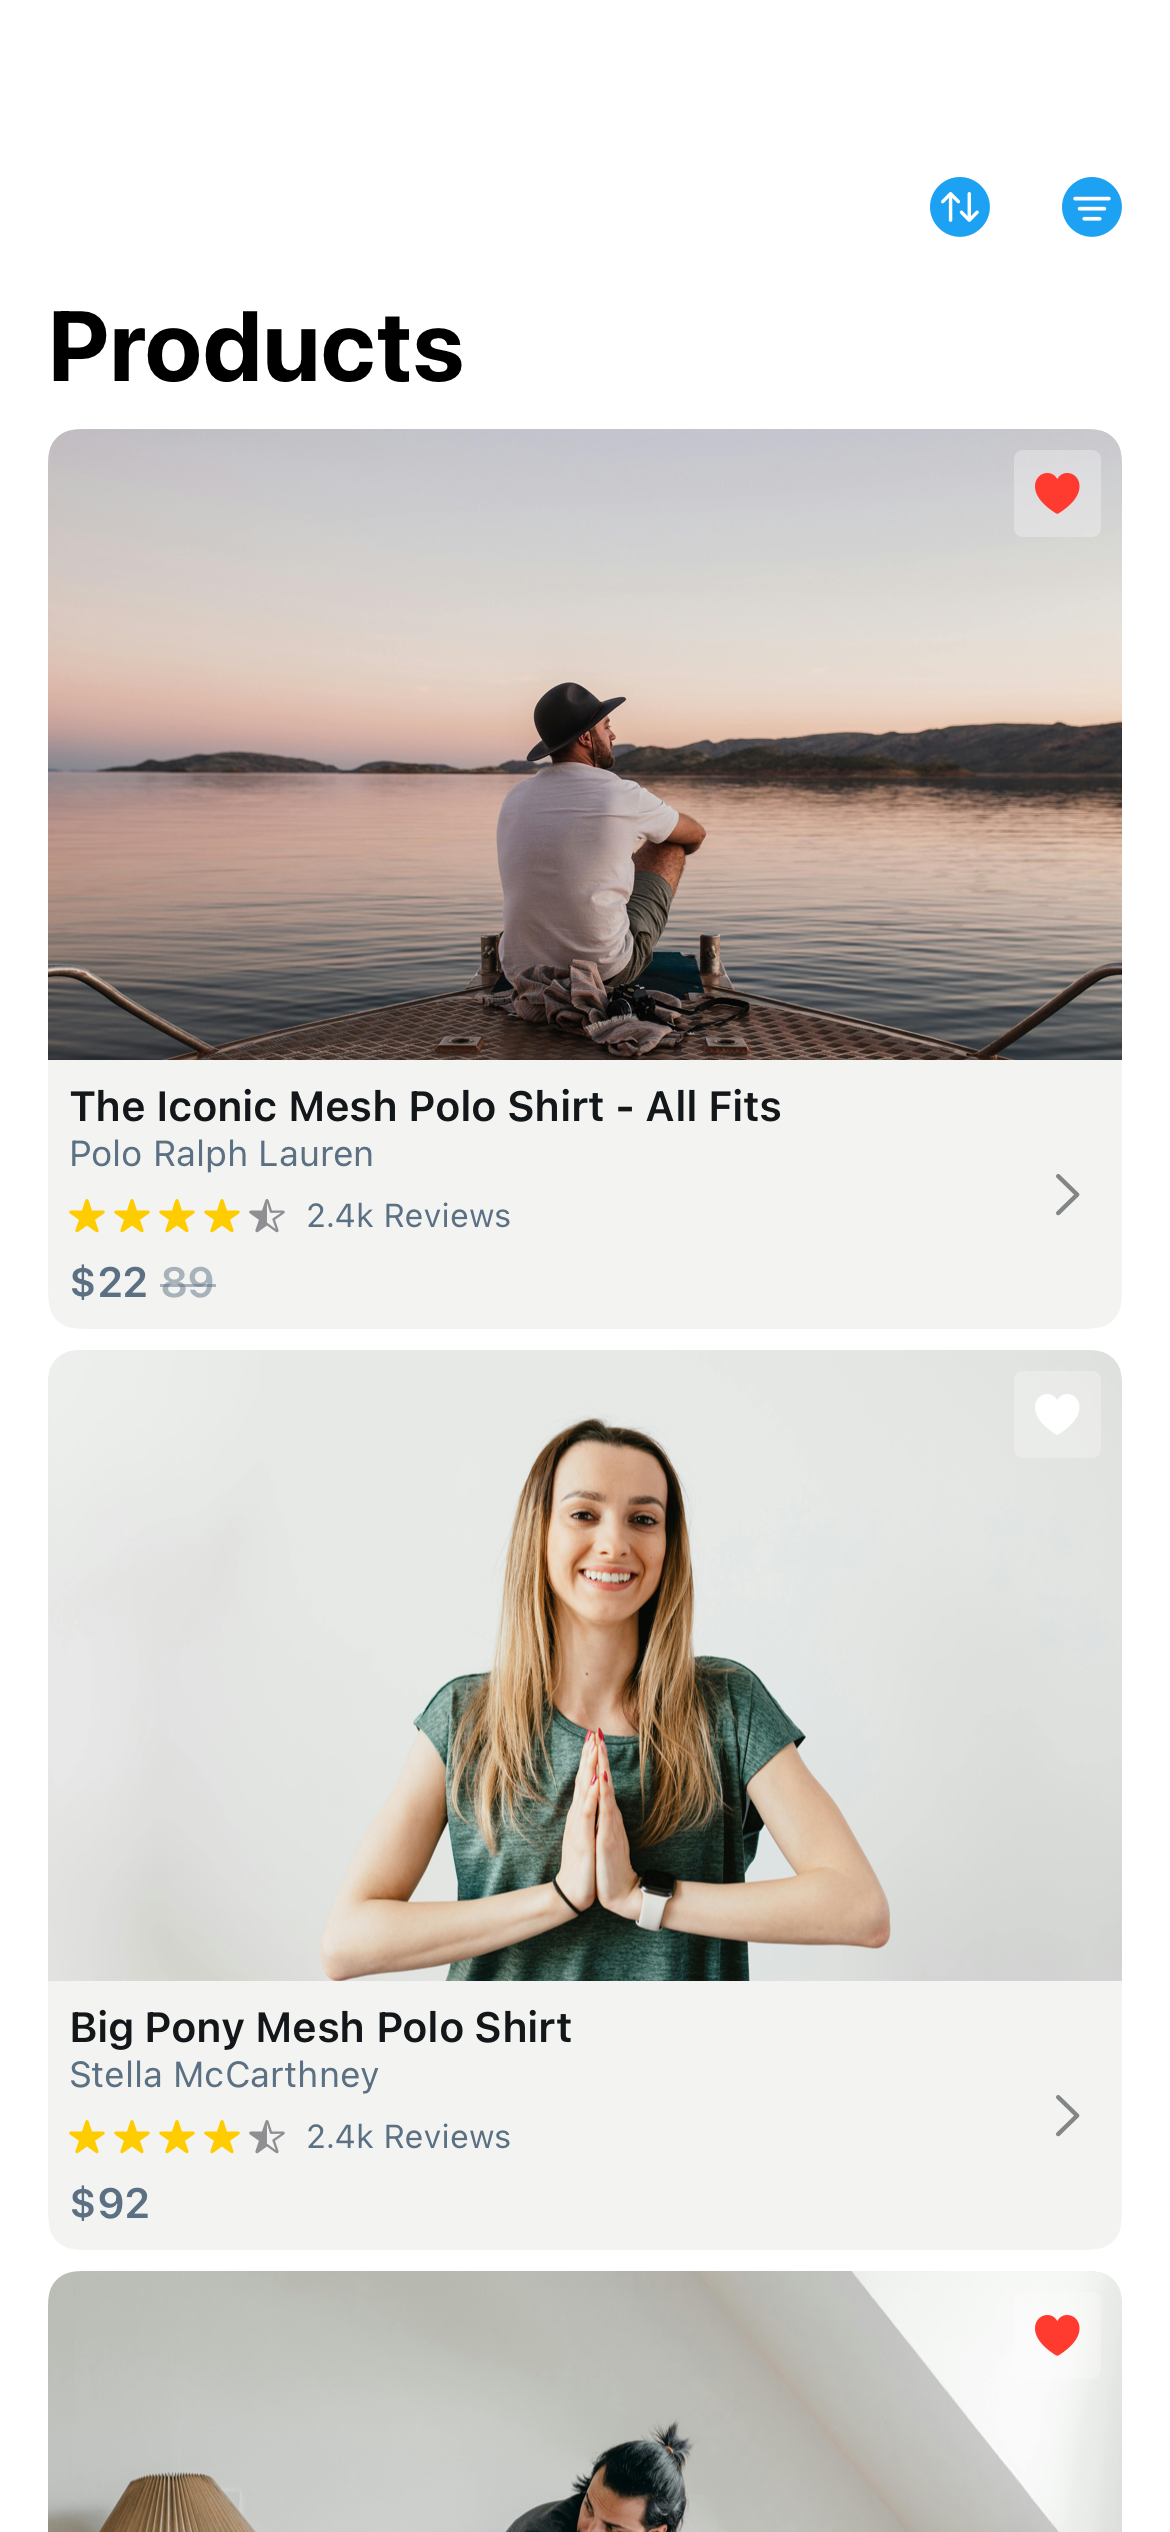 Products
The Iconic Mesh Polo Shirt - All Fits
Polo Ralph Lauren
2.4k Reviews
$22 89
Big Pony Mesh Polo Shirt
Stella McCarthney
2.4k Reviews
$92